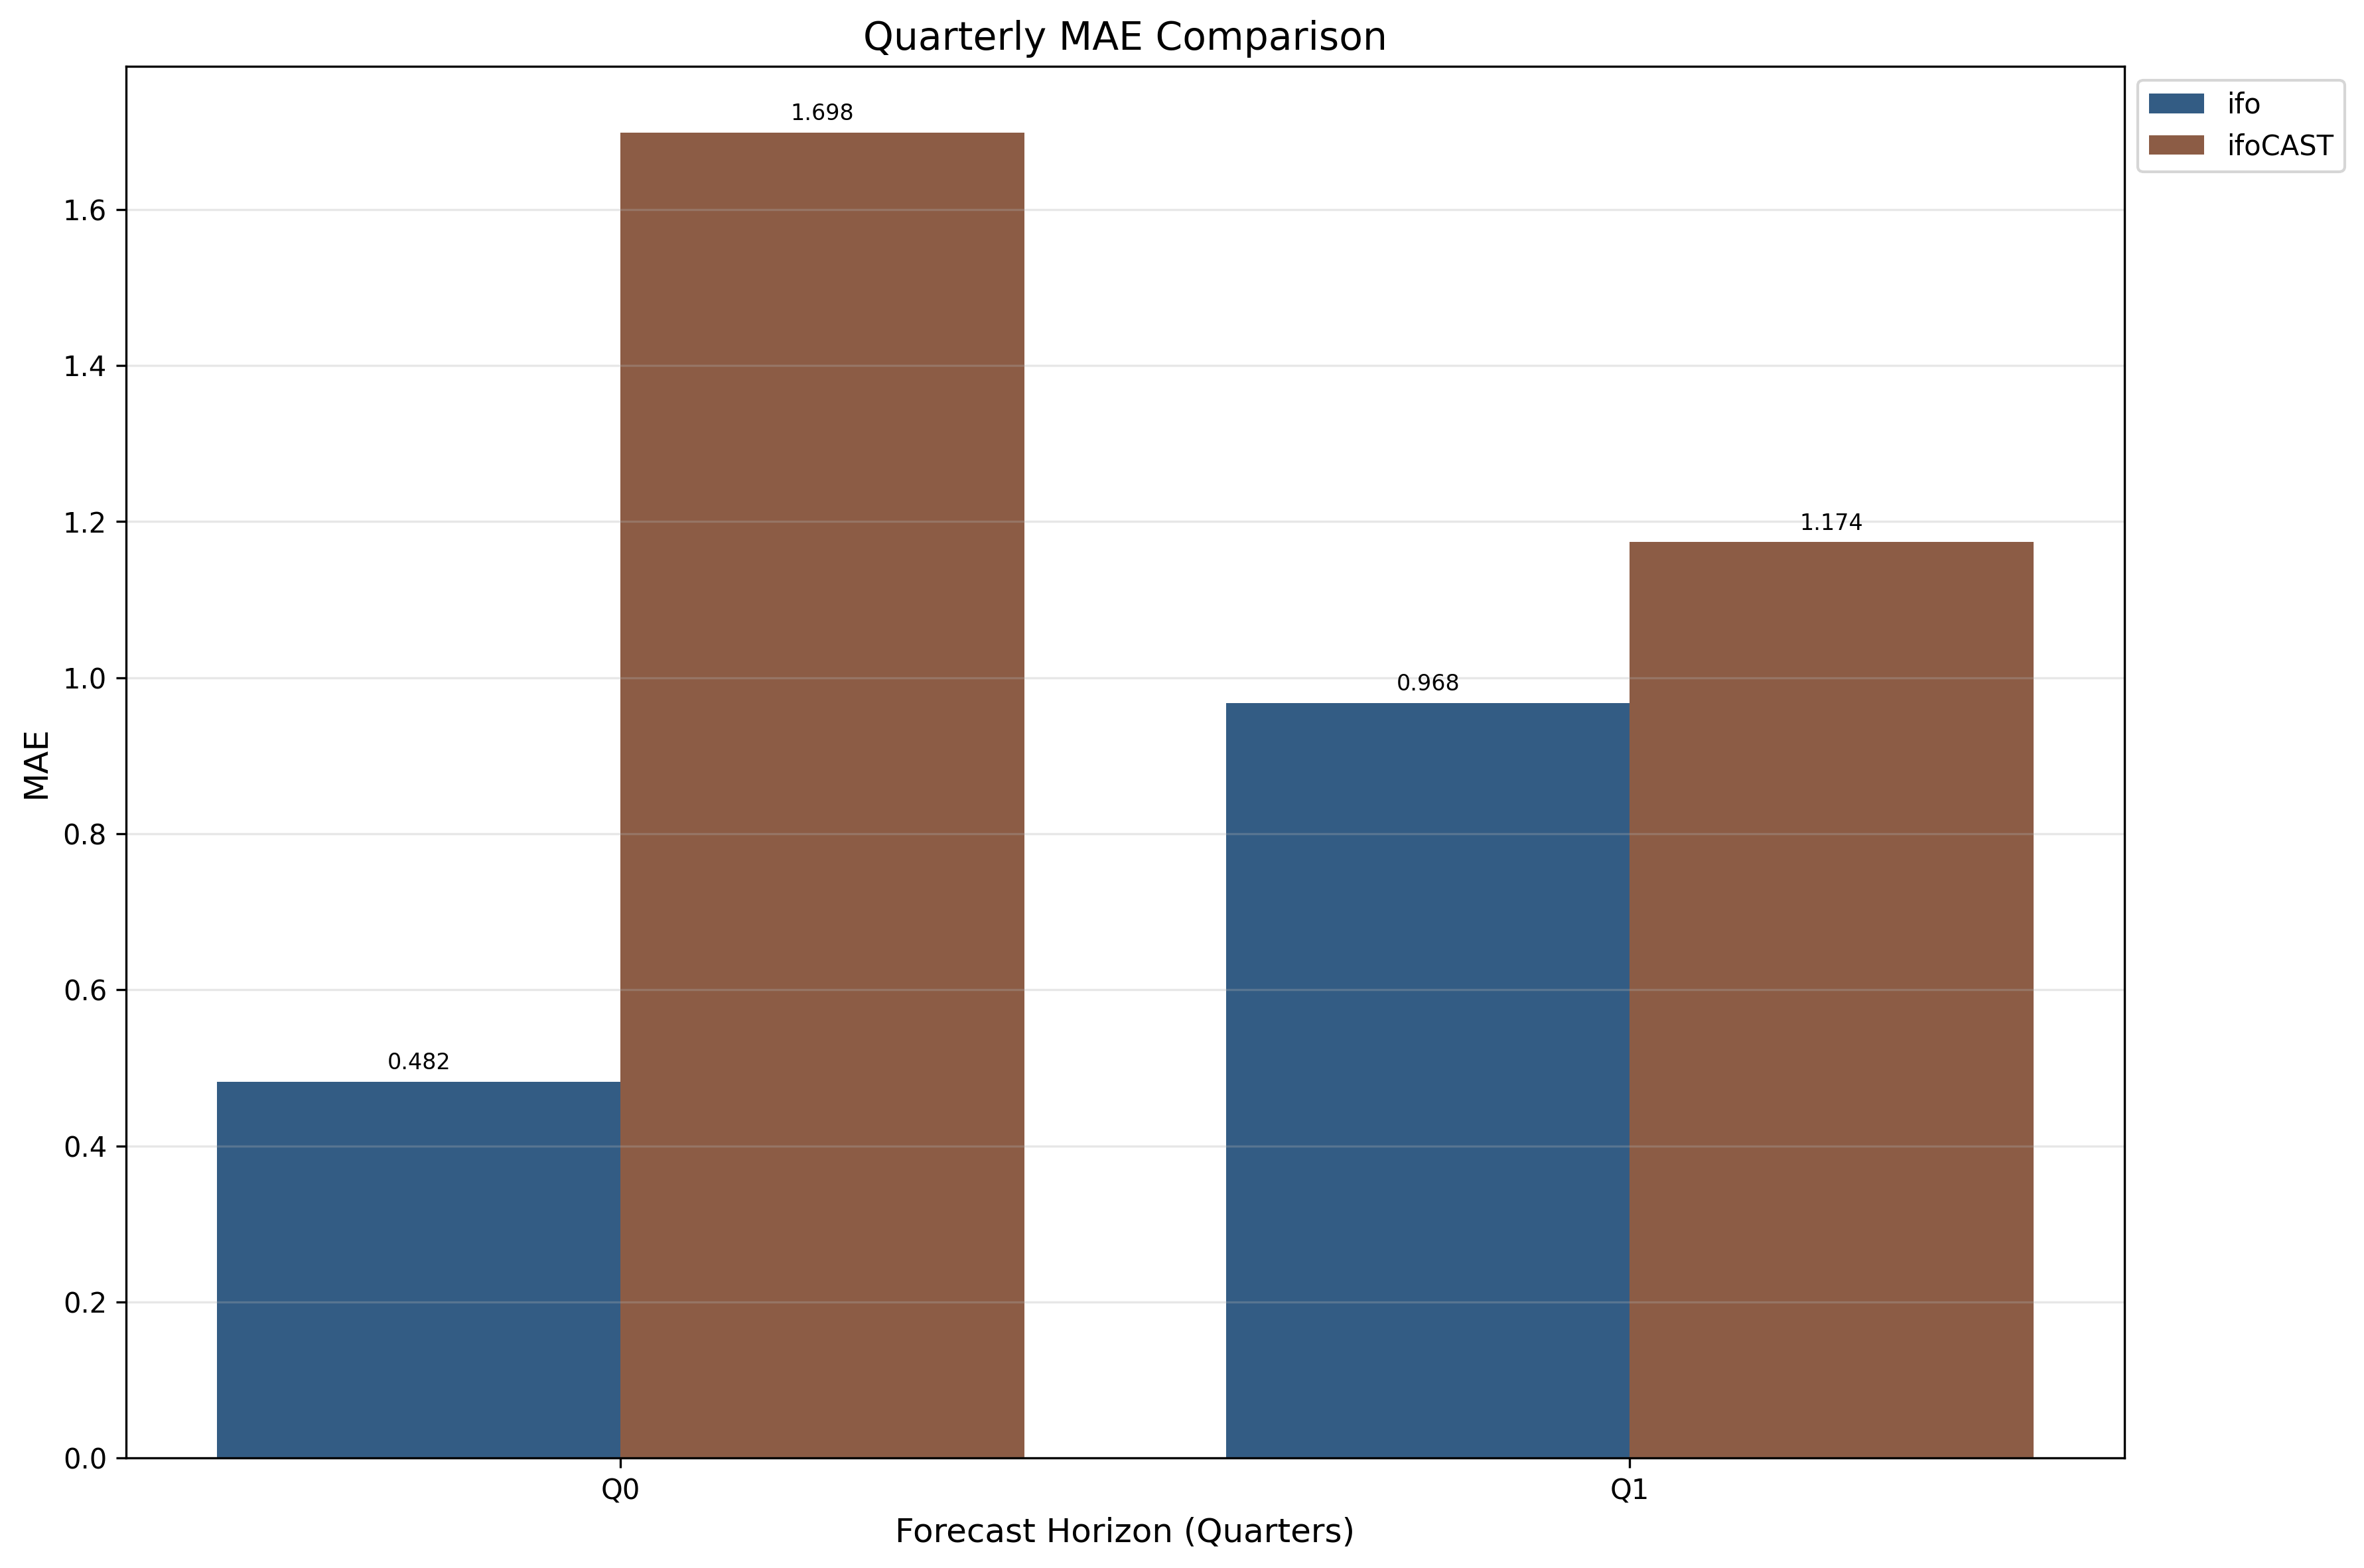 Quarterly MAE Comparison
ifo
ifoCAST
MAE
1.6
1.4
1.2
1.0
0.8
0.6
0.4
0.2
0.0
0.482
1.698
0.968
1.174
Q0
Q1
Forecast Horizon (Quarters)